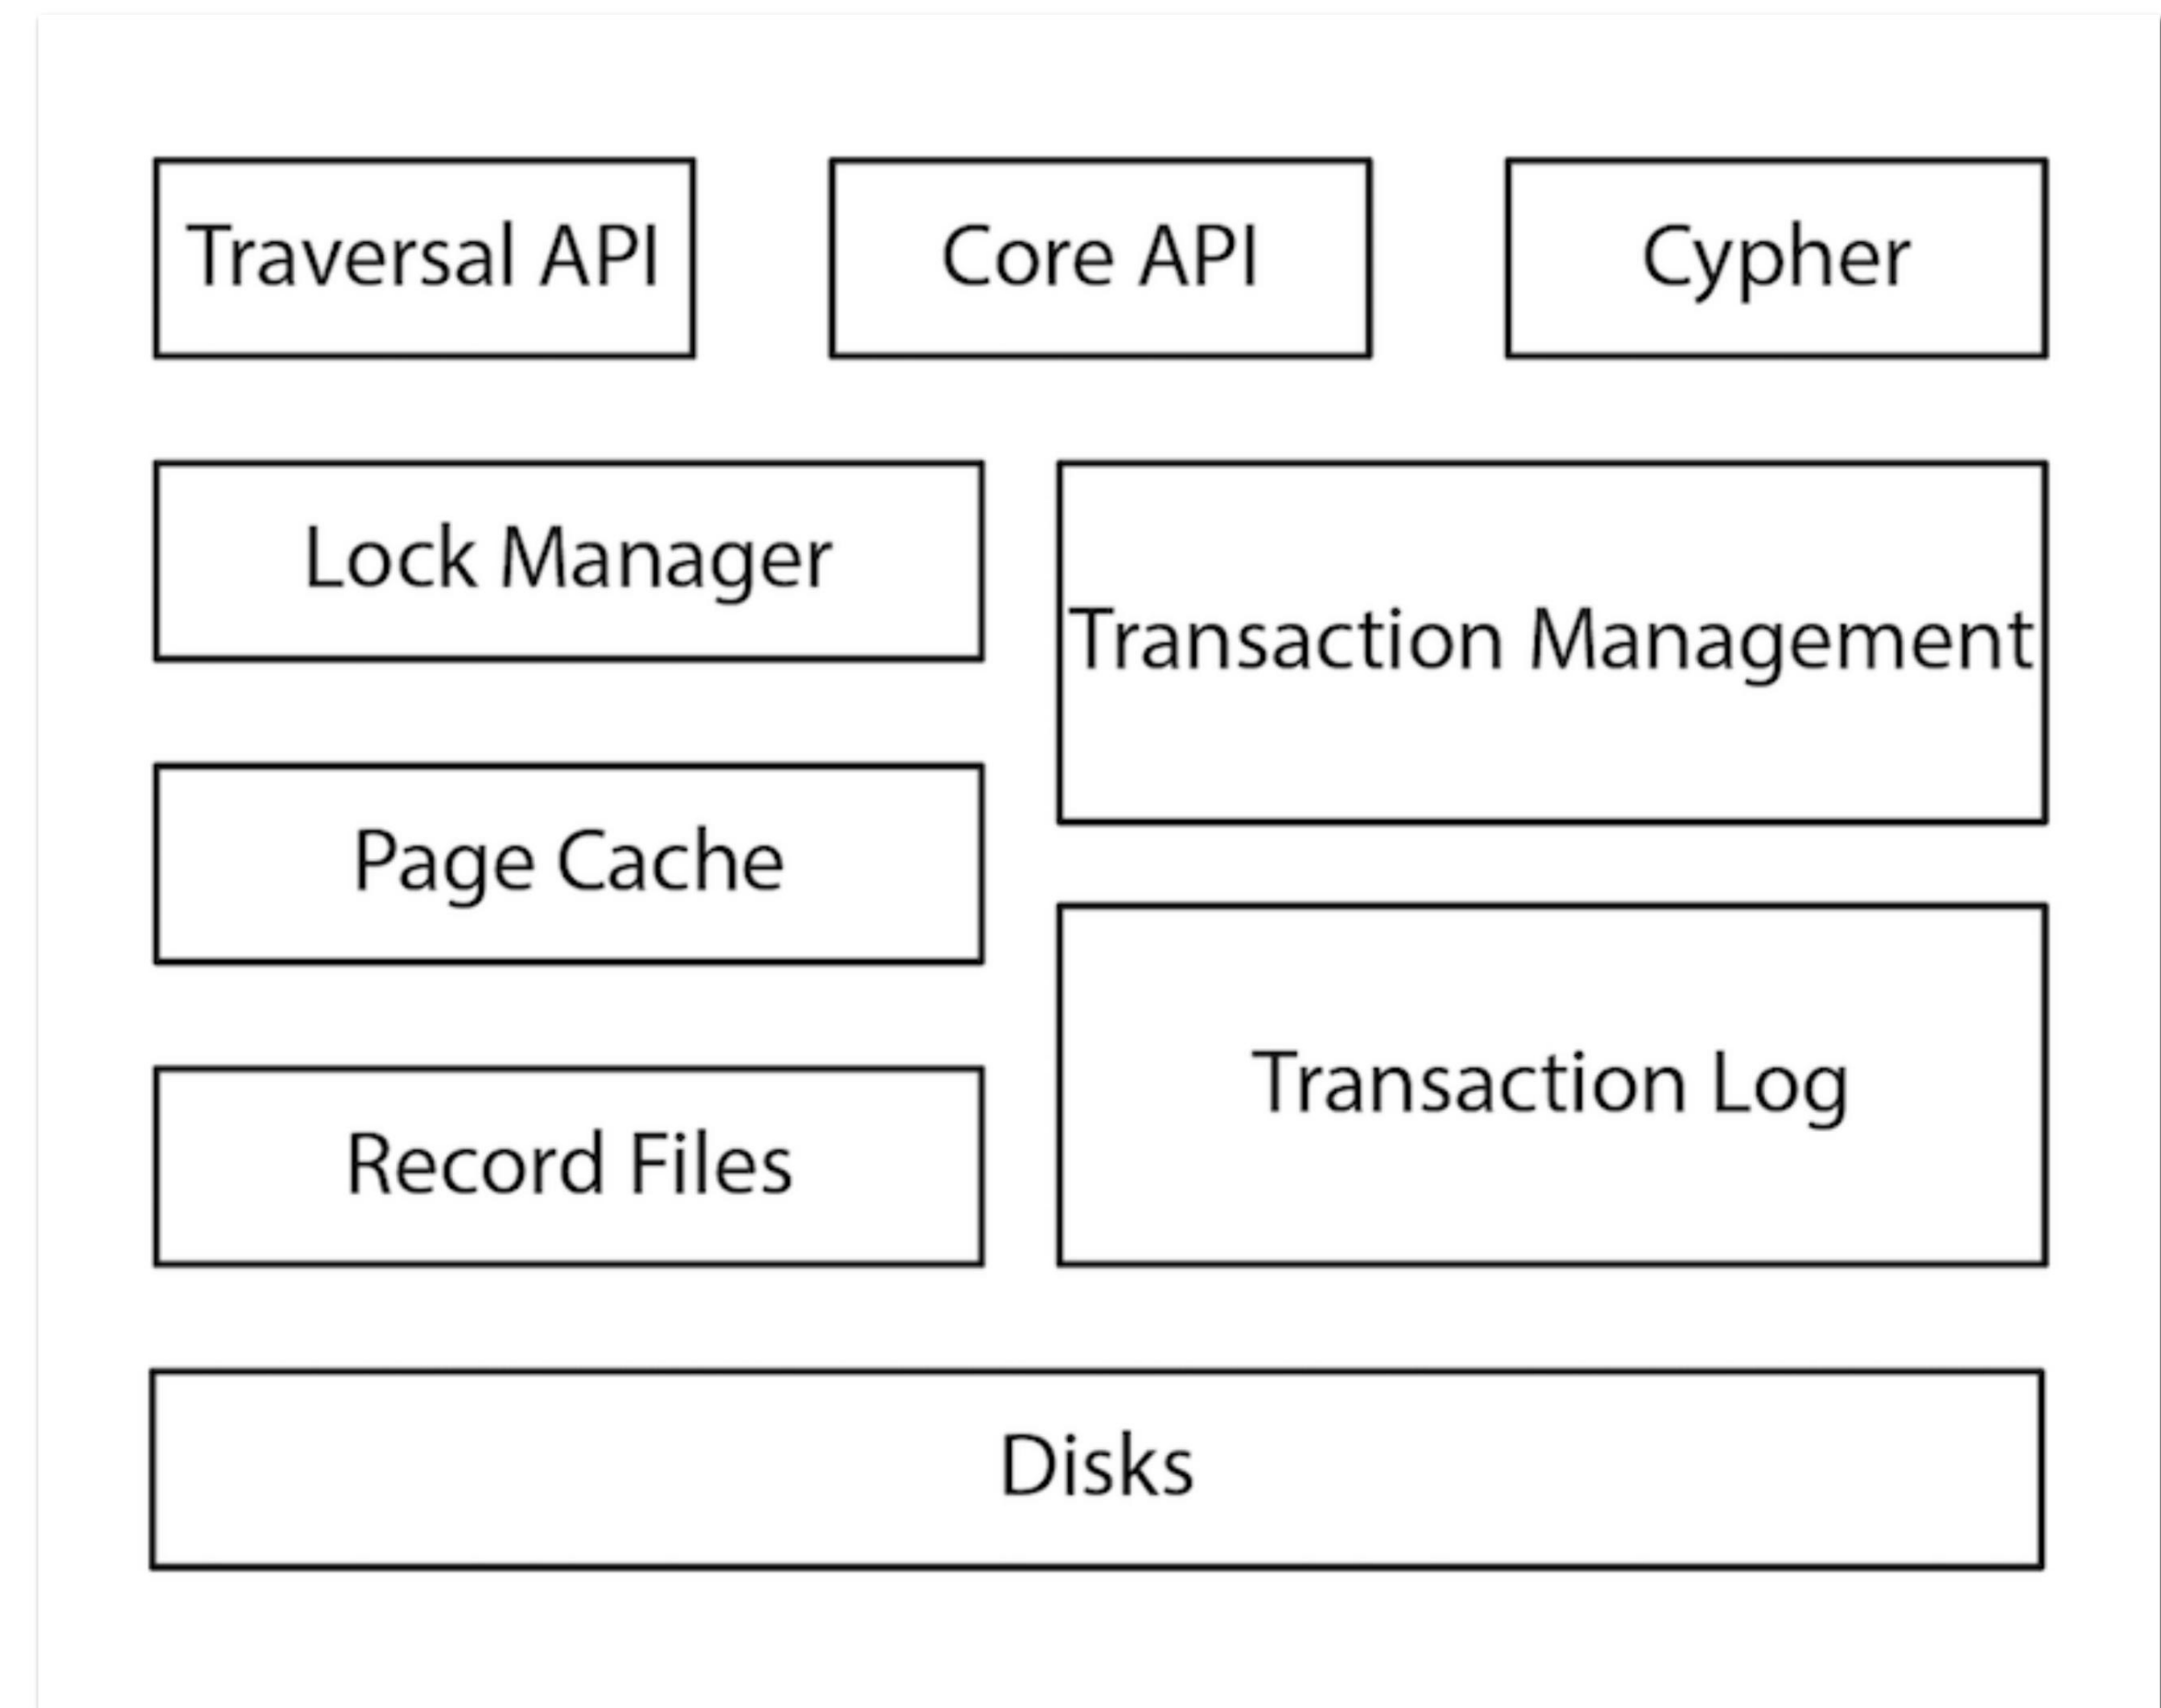 Traversal API
Core API
Cypher
Lock Manager
Transaction Management
Page Cache
Transaction Log
Record Files
Disks